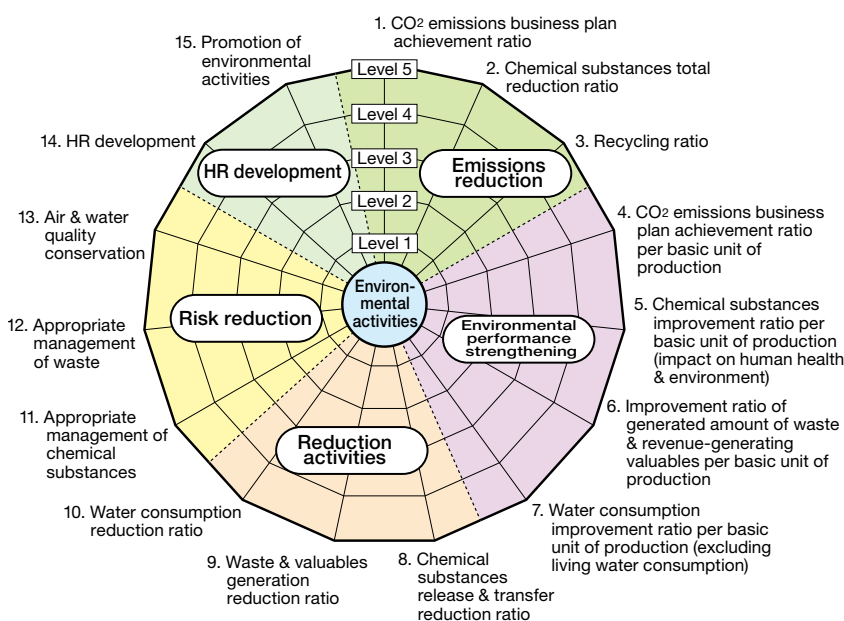 1. CO2 emissions business plan
achievement ratio
2. Chemical substances total
reduction ratio
3. Recycling ratio
4. CO2 emissions business
plan achievement ratio
per basic unit of
production
5. Chemical substances
improvement ratio per
basic unit of production
(impact on human health
& environment)
6. Improvement ratio of
generated amount of waste
& revenue-generating
valuables per basic unit of
production
7. Water consumption
improvement ratio per basic
unit of production (excluding
living water consumption)
8. Chemical
substances
release & transfer
reduction ratio
9. Waste & valuables
generation
reduction ratio
10. Water consumption
reduction ratio
11. Appropriate
management of
chemical
substances
12. Appropriate
management
of waste
13. Air & water
quality
conservation
14. HR development
15. Promotion of
environmental
activities
Level 5
Level 4
Level 3
Level 2
Level 1
HR development
Emissions
reduction
Environ-
mental
activities
Risk reduction
Environmental
performance
strengthening
Reduction
activities